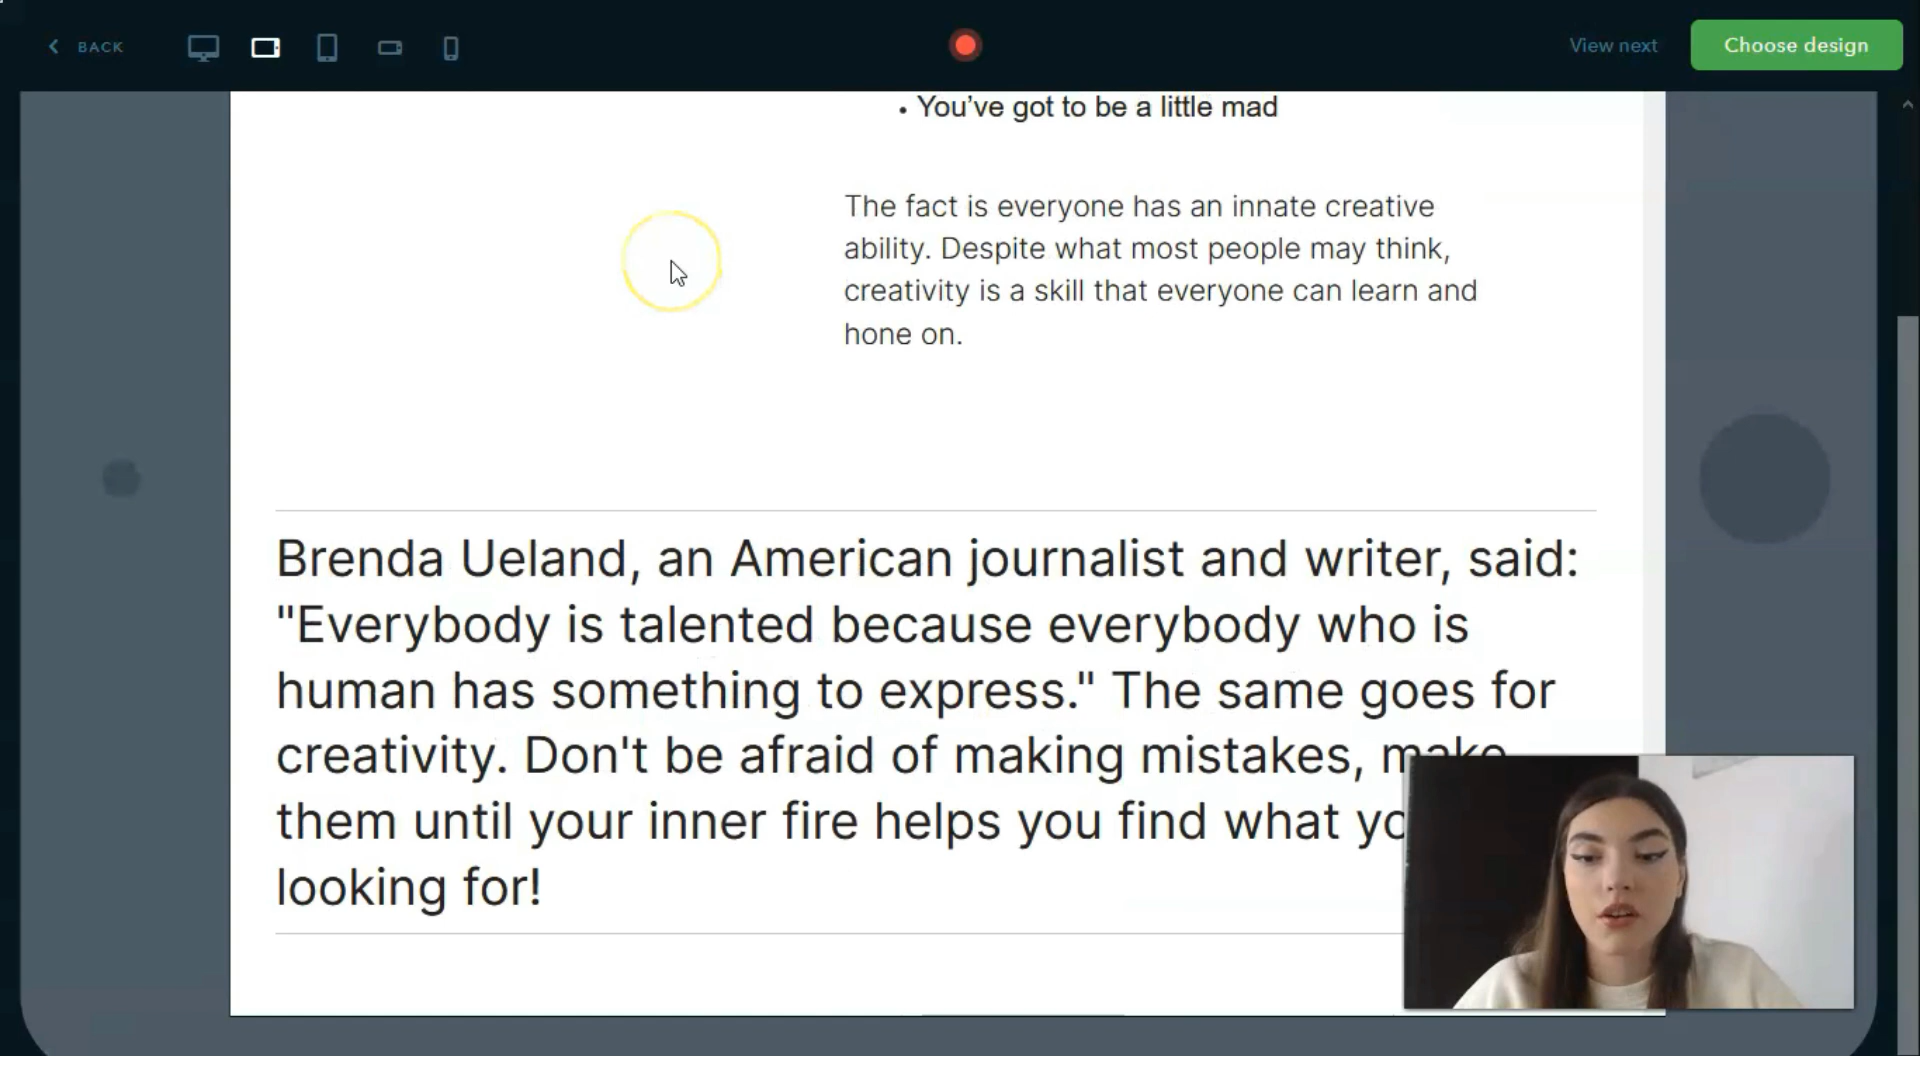 BACK
View next
Choose design
• You’ve got to be a little mad
The fact is everyone has an innate creative
ability. Despite what most people may think,
creativity is a skill that everyone can learn and
hone on.
Brenda Ueland, an American journalist and writer, said:
"Everybody is talented because everybody who is
human has something to express." The same goes for
creativity. Don't be afraid of making mistakes, make
them until your inner fire helps you find what
looking for!